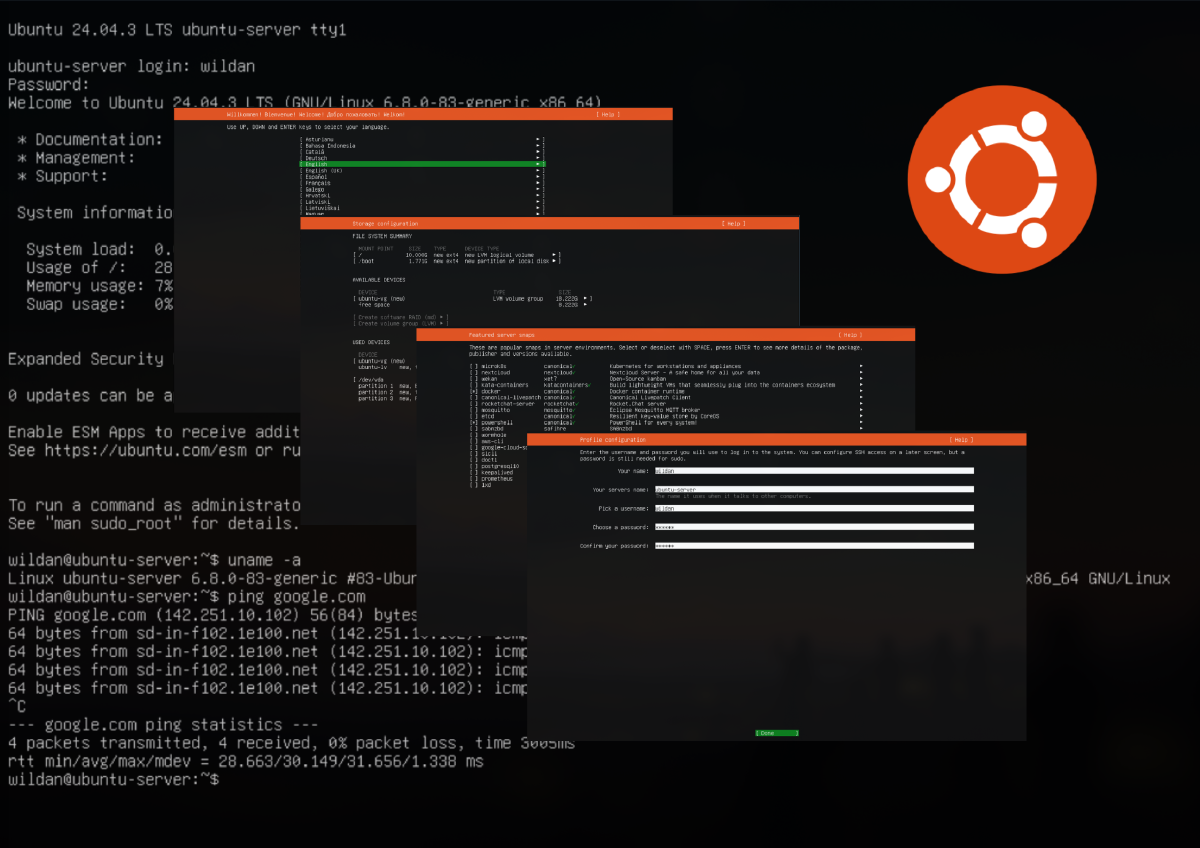 Ubuntu 24.04.3 LTS ubuntu-server tty1
ubuntu-server login: wildan
Password:
Welcome to Ubuntu 24.04.3 LTS (GNU/Linux 6.8.0-83-generic x86_64)
* Documentation:
* Management:
* Support:
System informatio
System load: 0.
Usage of /: 28
Memory usage: 7%
Swap usage: 0%
Expanded Security
0 updates can be a
Enable ESM Apps to receive addit
See https://ubuntu.com/esm or ru
To run a command as administrato
See "man sudo_root" for details.
wildan@ubuntu-server:~$ uname -a
Linux ubuntu-server 6.8.0-83-generic #83-Ubun
x86_64 GNU/Linux
wildan@ubuntu-server:~$ ping google.com
PING google.com (142.251.10.102) 56(84) bytes
64 bytes from sd-in-f102.1e100.net (142.251.10.102): icmp
64 bytes from sd-in-f102.1e100.net (142.251.10.102): icmp
64 bytes from sd-in-f102.1e100.net (142.251.10.102): icmp
64 bytes from sd-in-f102.1e100.net (142.251.10.102): icmp
^C
--- google.com ping statistics ---
4 packets transmitted, 4 received, 0% packet loss, time 3005ms
rtt min/avg/max/mdev = 28.663/30.149/31.656/1.338 ms
wildan@ubuntu-server:~$
Willkommen! Bienvenue! Welcome! Добро пожаловать! Welkom! [ Help ]
Use UP, DOWN and ENTER keys to select your language.
[ Asturianu ▸ ]
[ Bahasa Indonesia ▸ ]
[ Català ▸ ]
[ Deutsch ▸ ]
[ English ▸ ]
[ English (UK) ▸ ]
[ Español ▸ ]
[ Français ▸ ]
[ Galego ▸ ]
[ Hrvatski ▸ ]
[ Latviski ▸ ]
[ Lietuviškai ▸ ]
Storage configuration [ Help ]
FILE SYSTEM SUMMARY
MOUNT POINT SIZE TYPE DEVICE TYPE
[ / 10.000G new ext4 new LVM logical volume ▸ ]
[ /boot 1.771G new ext4 new partition of local disk ▸ ]
AVAILABLE DEVICES
DEVICE TYPE SIZE
[ ubuntu-vg (new) LVM volume group 18.222G ▸ ]
free space 8.222G ▸
[ Create software RAID (md) ▸ ]
[ Create volume group (LVM) ▸ ]
USED DEVICES
DEVICE
[ ubuntu-vg (new)
ubuntu-lv new,
[ /dev/vda
partition 1 new,
partition 2 new,
partition 3 new,
Featured server snaps [ Help ]
These are popular snaps in server environments. Select or deselect with SPACE, press ENTER to see more details of the package,
publisher and versions available.
[ ] microk8s canonical✓ Kubernetes for workstations and appliances ▸
[ ] nextcloud nextcloud✓ Nextcloud Server - A safe home for all your data ▸
[ ] wekan xet7 Open-Source kanban ▸
[ ] kata-containers katacontainers✓ Build lightweight VMs that seamlessly plug into the containers ecosystem ▸
[*] docker canonical✓ Docker container runtime ▸
[ ] canonical-livepatch canonical✓ Canonical Livepatch Client ▸
[ ] rocketchat-server rocketchat✓ Rocket.Chat server ▸
[ ] mosquitto mosquitto✓ Eclipse Mosquitto MQTT broker ▸
[ ] etcd canonical✓ Resilient key-value store by CoreOS ▸
[*] powershell canonical✓ PowerShell for every system! ▸
[ ] sabnzbd safihre SABnzbd ▸
[ ] wormhole
[ ] aws-cli
[ ] google-cloud-sd
[ ] slcli
[ ] doctl
[ ] postgresql10
[ ] keepalived
[ ] prometheus
[ ] lxd
Profile configuration [ Help ]
Enter the username and password you will use to log in to the system. You can configure SSH access on a later screen, but a
password is still needed for sudo.
Your name: wildan
Your servers name: ubuntu-server
The name it uses when it talks to other computers.
Pick a username: wildan
Choose a password: ******
Confirm your password: ******
[ Done ]